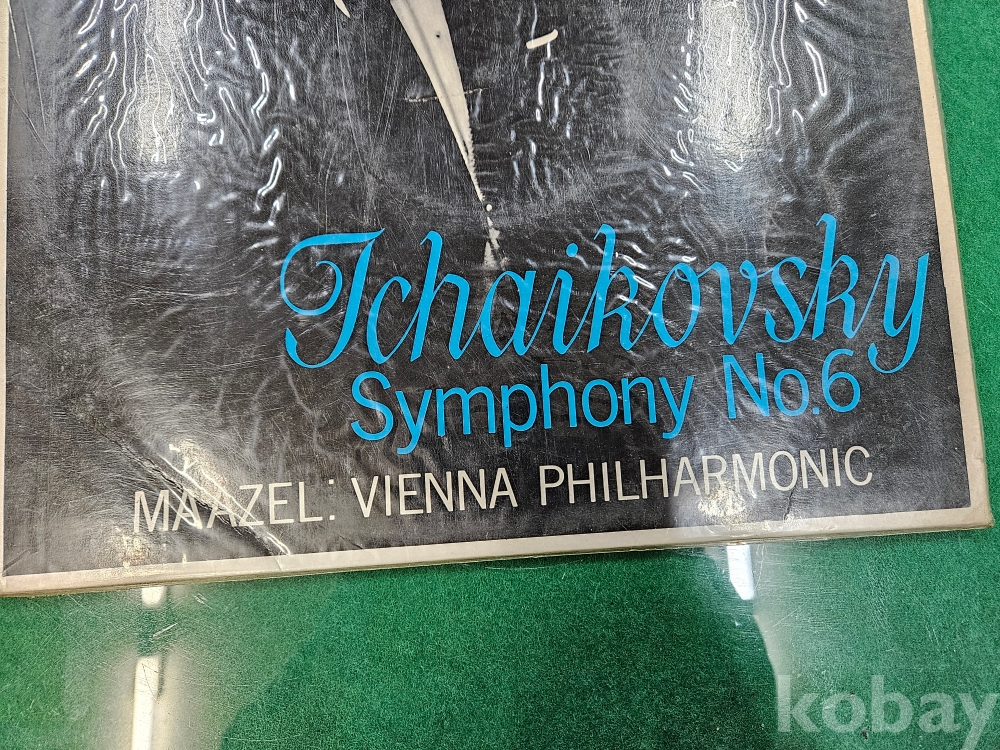 Tchaikovsky
Symphony No.6
MAAZEL: VIENNA PHILHARMONIC
kobay